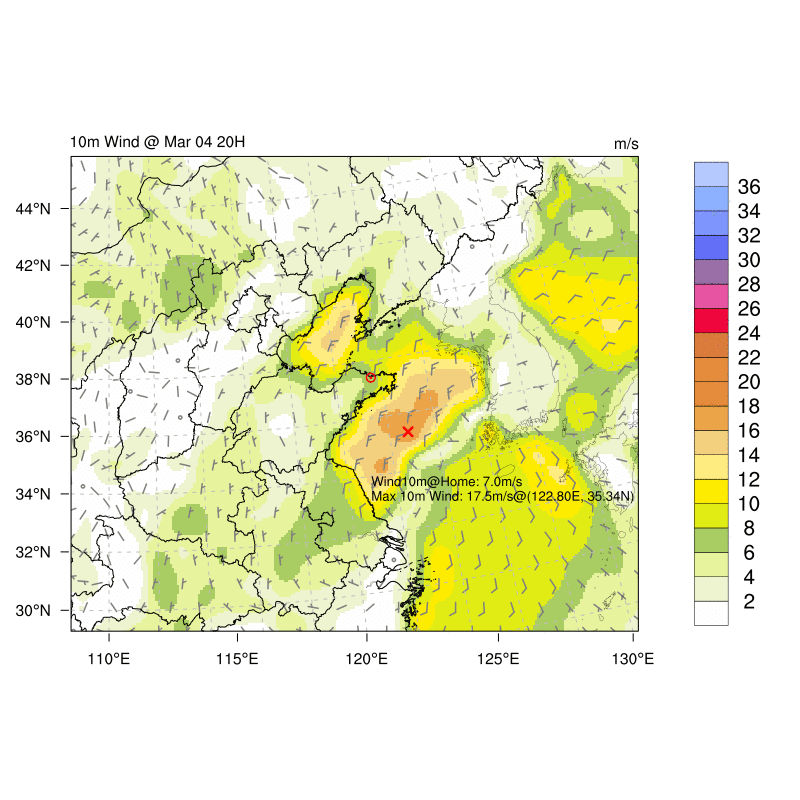 10m Wind @ Mar 04 20H
m/s
44°N
42°N
40°N
38°N
36°N
34°N
32°N
30°N
110°E
115°E
120°E
125°E
130°E
Wind10m@Home: 7.0m/s
Max 10m Wind: 17.5m/s@(122.80E, 35.34N)
36
34
32
30
28
26
24
22
20
18
16
14
12
10
8
6
4
2